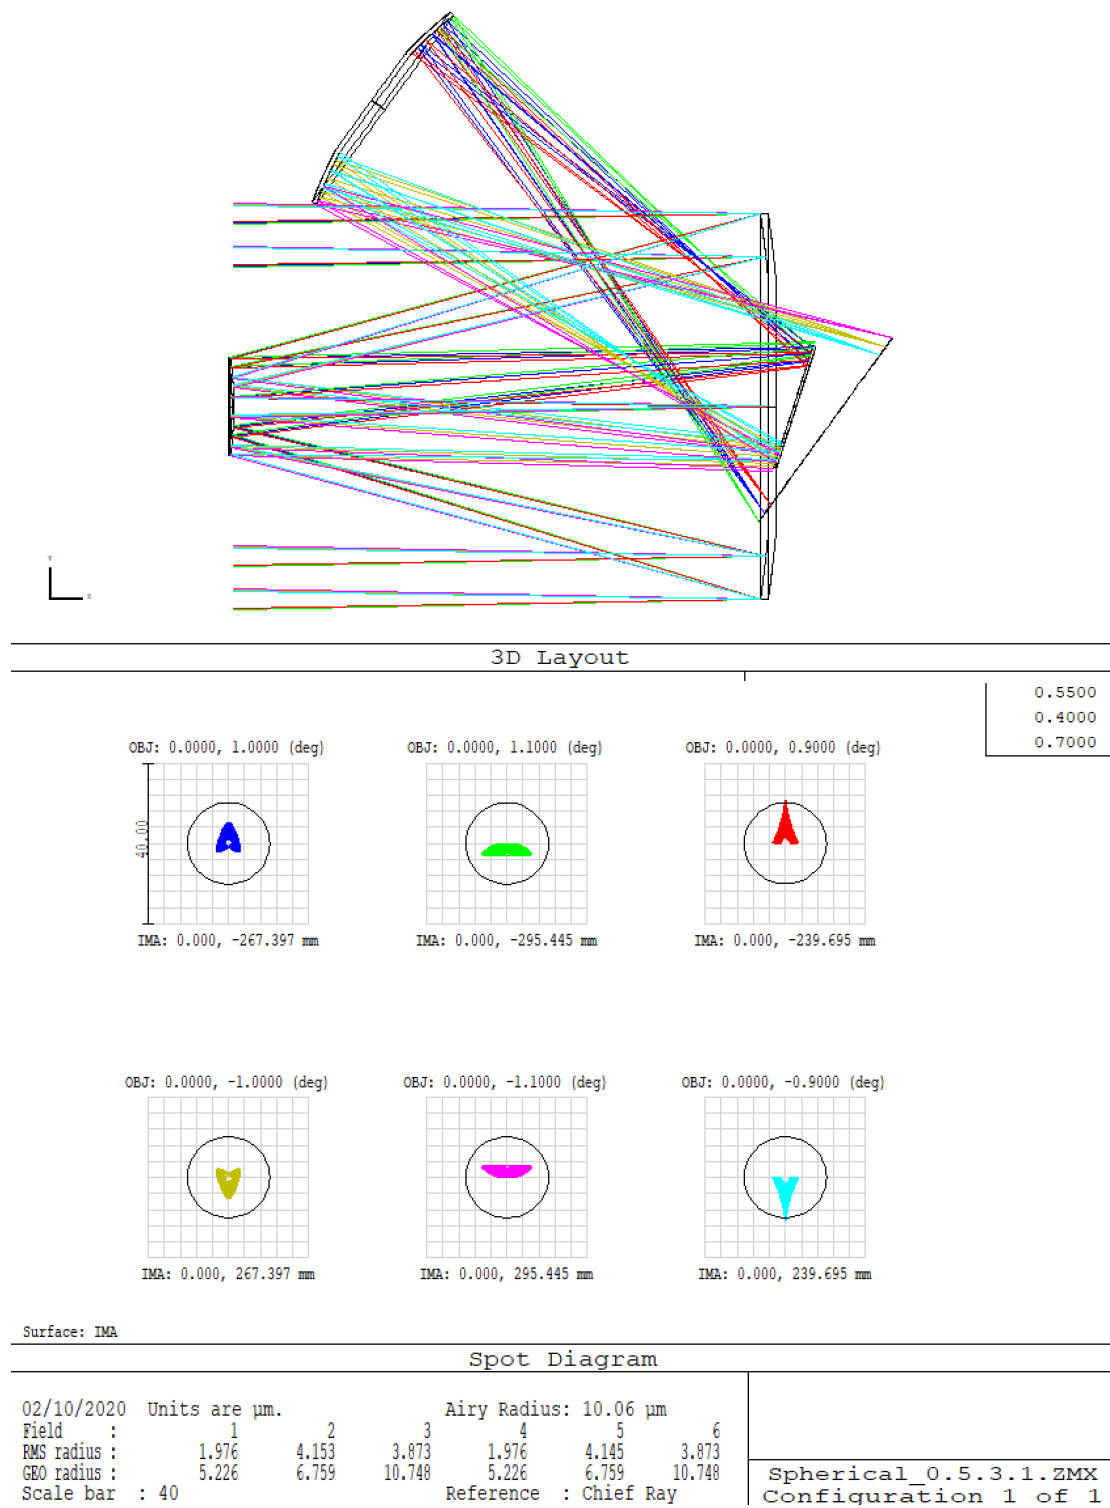 Y
Z
3D Layout
0.5500
0.4000
0.7000
OBJ: 0.0000, 1.0000 (deg)
OBJ: 0.0000, 1.1000 (deg)
OBJ: 0.0000, 0.9000 (deg)
40.00
IMA: 0.000, -267.397 mm
IMA: 0.000, -295.445 mm
IMA: 0.000, -239.695 mm
OBJ: 0.0000, -1.0000 (deg)
OBJ: 0.0000, -1.1000 (deg)
OBJ: 0.0000, -0.9000 (deg)
IMA: 0.000, 267.397 mm
IMA: 0.000, 295.445 mm
IMA: 0.000, 239.695 mm
Surface: IMA
Spot Diagram
02/10/2020 Units are µm. Airy Radius: 10.06 µm
Field : 1 2 3 4 5 6
RMS radius : 1.976 4.153 3.873 1.976 4.145 3.873
GEO radius : 5.226 6.759 10.748 5.226 6.759 10.748
Scale bar : 40 Reference : Chief Ray
Spherical_0.5.3.1.ZMX
Configuration 1 of 1